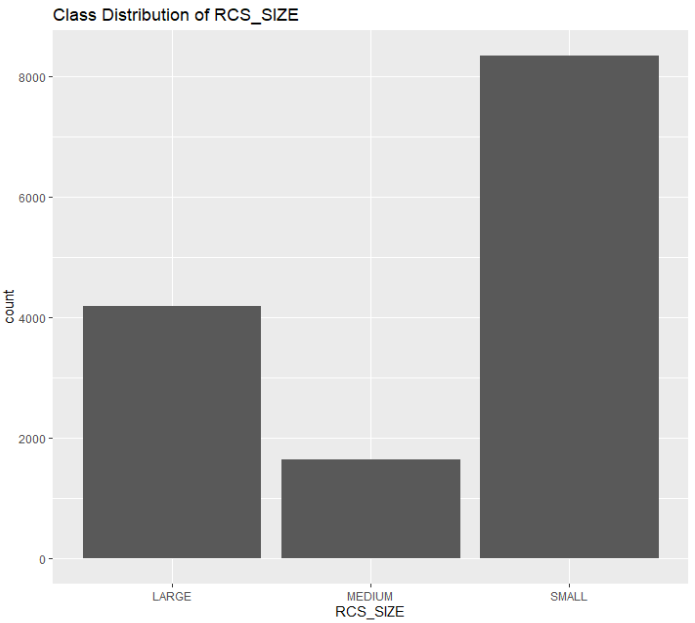 Class Distribution of RCS_SIZE
count
8000
6000
4000
2000
0
LARGE MEDIUM SMALL
RCS_SIZE